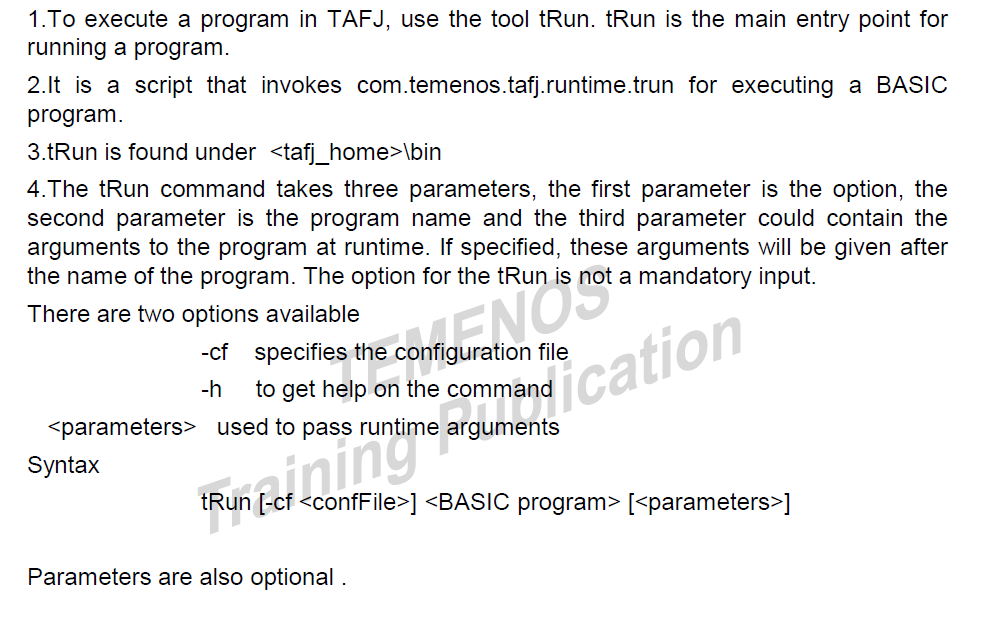 1.To execute a program in TAFJ, use the tool tRun. tRun is the main entry point for
running a program.
2.It is a script that invokes com.temenos.tafj.runtime.trun for executing a BASIC
program.
3.tRun is found under <tafj_home>\bin
4.The tRun command takes three parameters, the first parameter is the option, the
second parameter is the program name and the third parameter could contain the
arguments to the program at runtime. If specified, these arguments will be given after
the name of the program. The option for the tRun is not a mandatory input.
There are two options available
-cf specifies the configuration file
-h to get help on the command
<parameters> used to pass runtime arguments
Syntax
tRun [-cf <confFile>] <BASIC program> [<parameters>]
Parameters are also optional .
TEMENOS
Training Publication